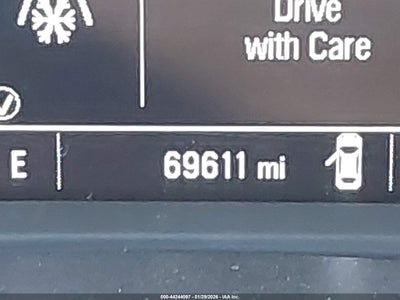 Drive
with Care
E
69611 mi
000-44244097 - 01/29/2026 - IAA Inc.